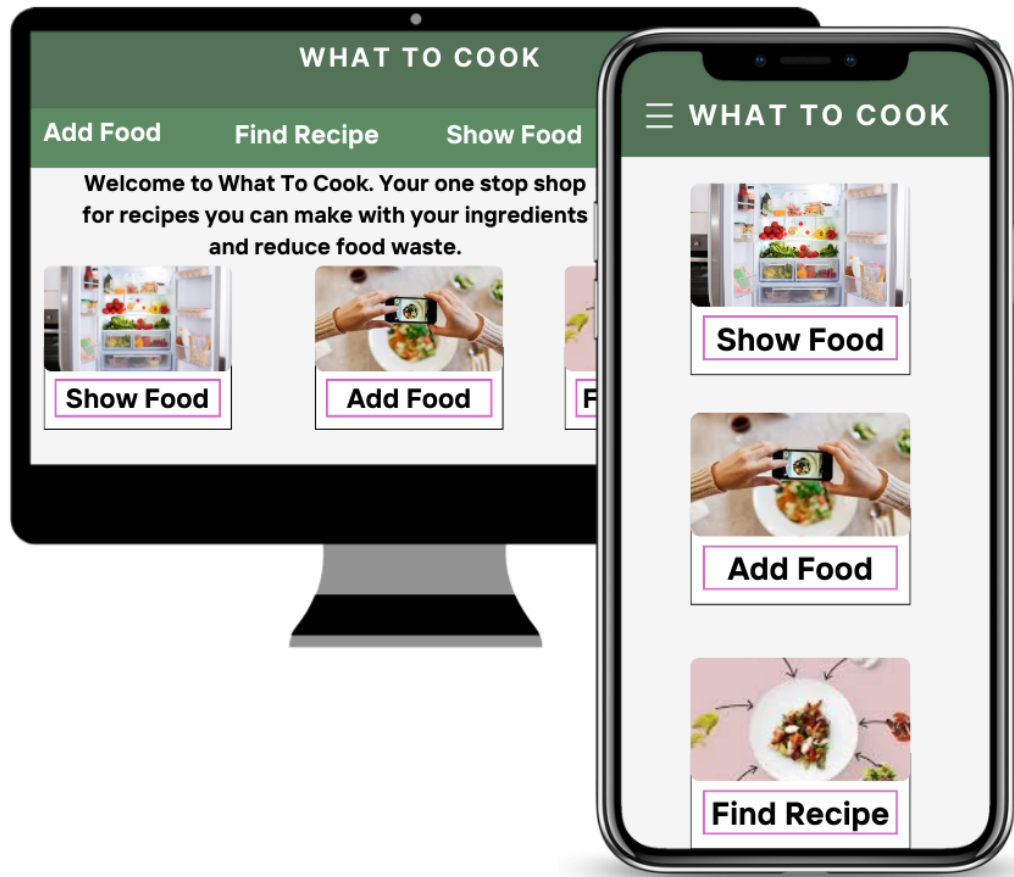 WHAT TO COOK
Add Food
Find Recipe
Show Food
Welcome to What To Cook. Your one stop shop
for recipes you can make with your ingredients
and reduce food waste.
Show Food
Add Food
F
WHAT TO COOK
Show Food
Add Food
Find Recipe